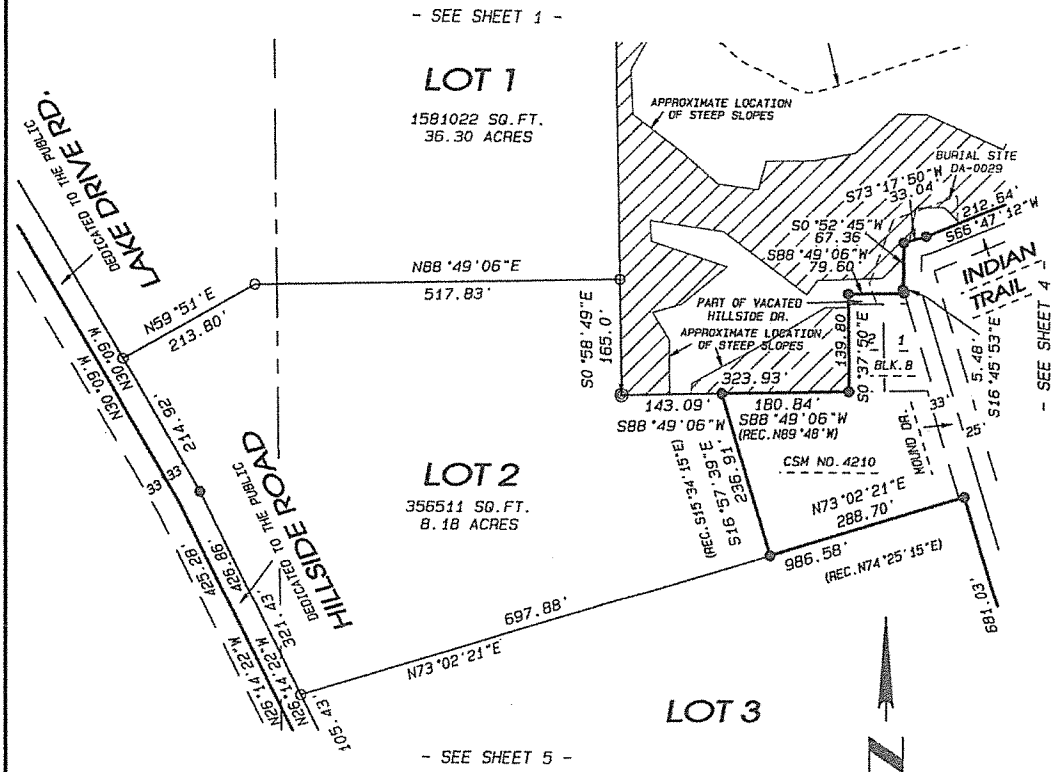 - SEE SHEET 1 -
LOT 1
1581022 SQ.FT.
36.30 ACRES
APPROXIMATE LOCATION
OF STEEP SLOPES
BURIAL SITE
DA-0029
S73°17'50"W
33.04'
212.64'
S66°47'12"W
S0°52'45"W
67.36'
S88°49'06"W
79.60'
INDIAN
TRAIL
LAKE DRIVE RD.
DEDICATED TO THE PUBLIC
N88°49'06"E
517.83'
N59°51'E
213.80'
S0°58'49"E
165.0'
PART OF VACATED
HILLSIDE DR.
APPROXIMATE LOCATION
OF STEEP SLOPES
139.80
S0°37'50"E
2
1
BLK.8
S16°45'53"E
5.48'
- SEE SHEET 4 -
N30°09'W
N30°09'W
214.92'
33 33
323.93'
143.09'
S88°49'06"W
180.84'
S88°49'06"W
(REC.N89°48'W)
MOUND DR.
33'
25'
CSM NO.4210
LOT 2
356511 SQ.FT.
8.18 ACRES
(REC.S15°34'15"E)
S16°57'39"E
236.91'
N73°02'21"E
288.70'
986.58'
(REC.N74°25'15"E)
681.03'
HILLSIDE ROAD
DEDICATED TO THE PUBLIC
425.28'
426.86'
321.43'
N26°14'22"W
N26°14'22"W
105.43'
697.88'
N73°02'21"E
LOT 3
N
- SEE SHEET 5 -